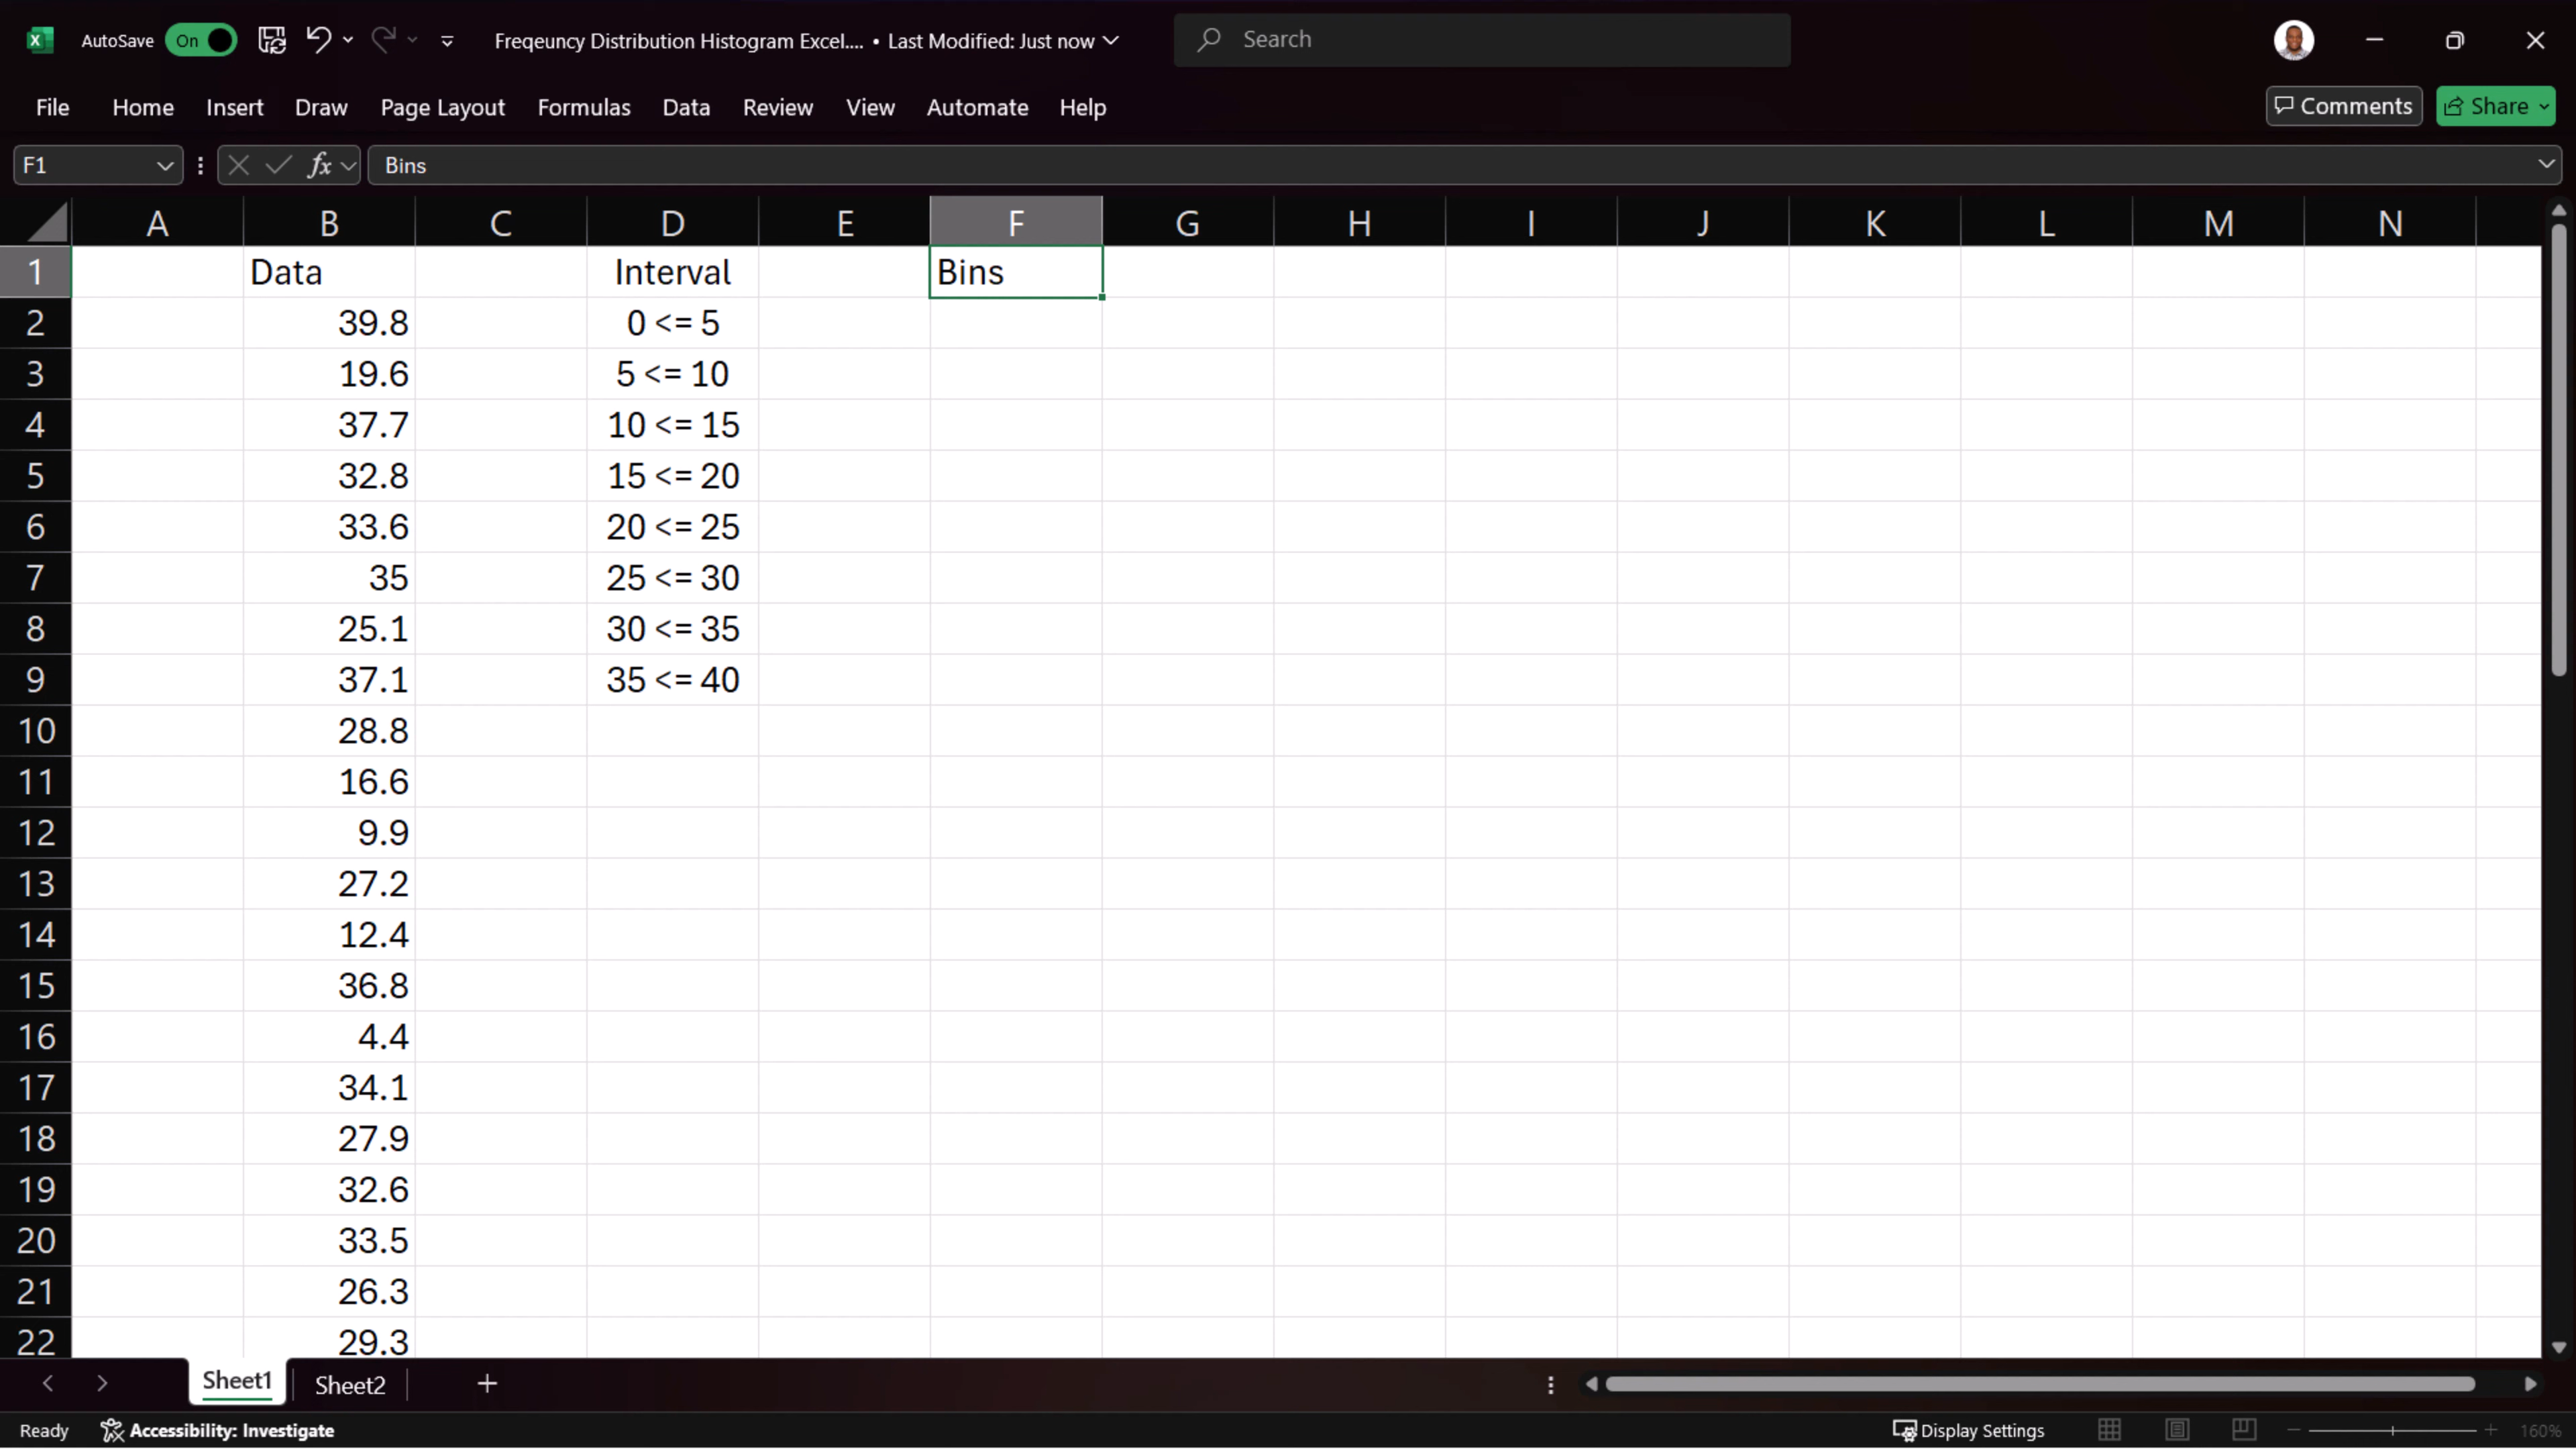 AutoSave On Freqeuncy Distribution Histogram Excel.... • Last Modified: Just now Search
File Home Insert Draw Page Layout Formulas Data Review View Automate Help Comments Share
F1 fx Bins
A B C D E F G H I J K L M N
1 Data Interval Bins
2 39.8 0 <= 5
3 19.6 5 <= 10
4 37.7 10 <= 15
5 32.8 15 <= 20
6 33.6 20 <= 25
7 35 25 <= 30
8 25.1 30 <= 35
9 37.1 35 <= 40
10 28.8
11 16.6
12 9.9
13 27.2
14 12.4
15 36.8
16 4.4
17 34.1
18 27.9
19 32.6
20 33.5
21 26.3
22 29.3
Sheet1 Sheet2
Ready Accessibility: Investigate Display Settings 160%